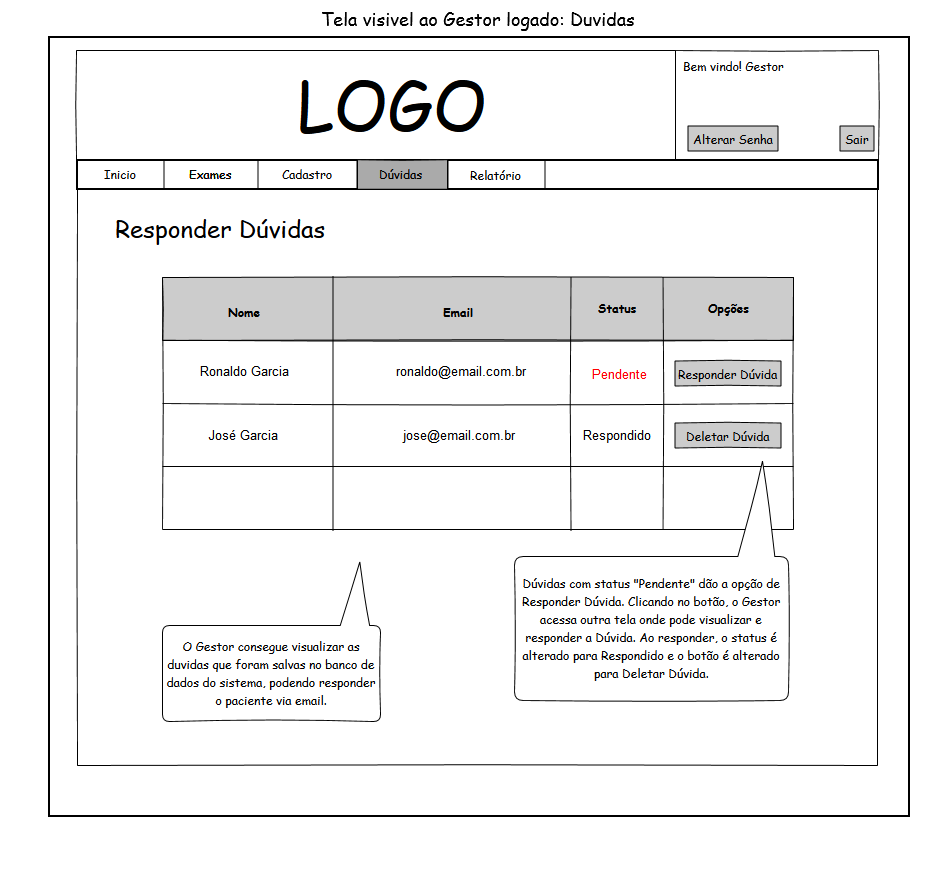 Tela visivel ao Gestor logado: Duvidas
LOGO
Bem vindo! Gestor
Alterar Senha
Sair
Inicio
Exames
Cadastro
Dúvidas
Relatório
Responder Dúvidas
Nome
Email
Status
Opções
Ronaldo Garcia
ronaldo@email.com.br
Pendente
Responder Dúvida
José Garcia
jose@email.com.br
Respondido
Deletar Dúvida
O Gestor consegue visualizar as
duvidas que foram salvas no banco de
dados do sistema, podendo responder
o paciente via email.
Dúvidas com status "Pendente" dão a opção de
Responder Dúvida. Clicando no botão, o Gestor
acessa outra tela onde pode visualizar e
responder a Dúvida. Ao responder, o status é
alterado para Respondido e o botão é alterado
para Deletar Dúvida.